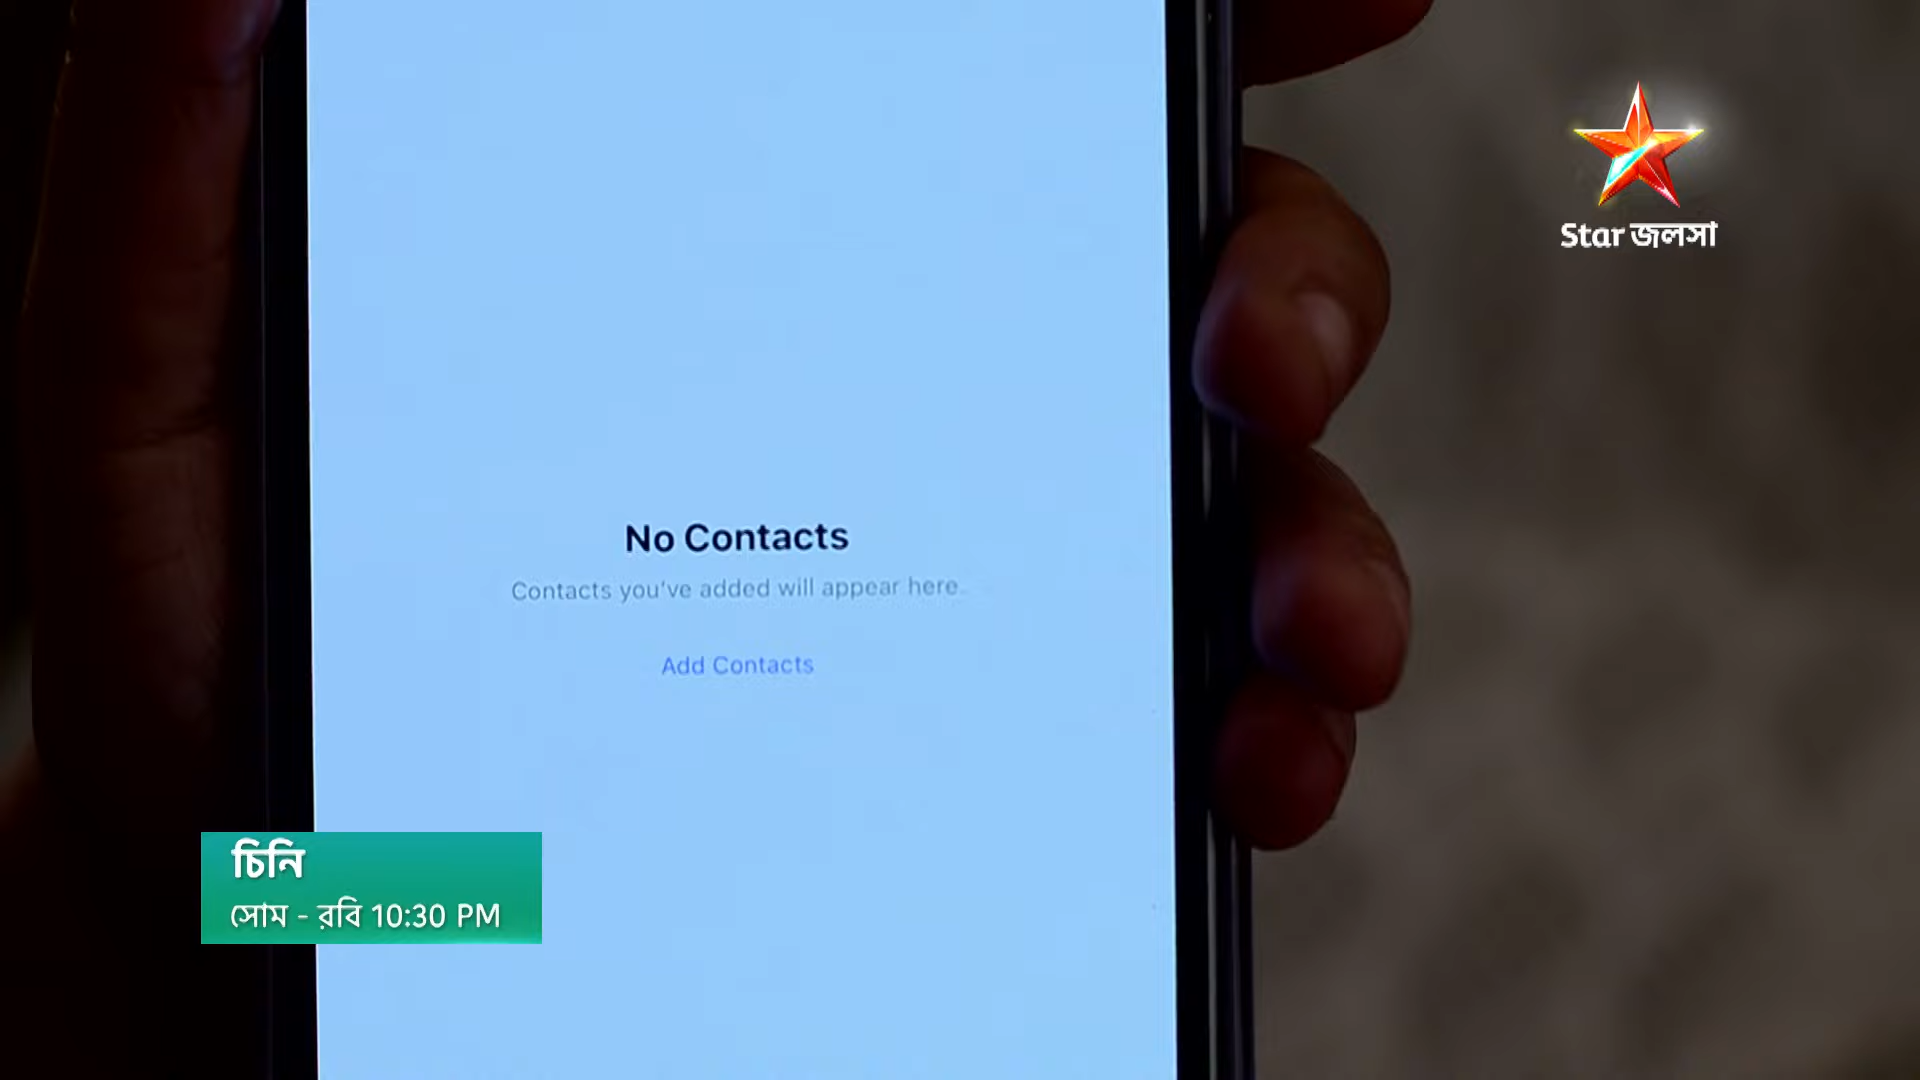 Star জলসা
No Contacts
Contacts you've added will appear here.
Add Contacts
চিনি
সোম - রবি 10:30 PM